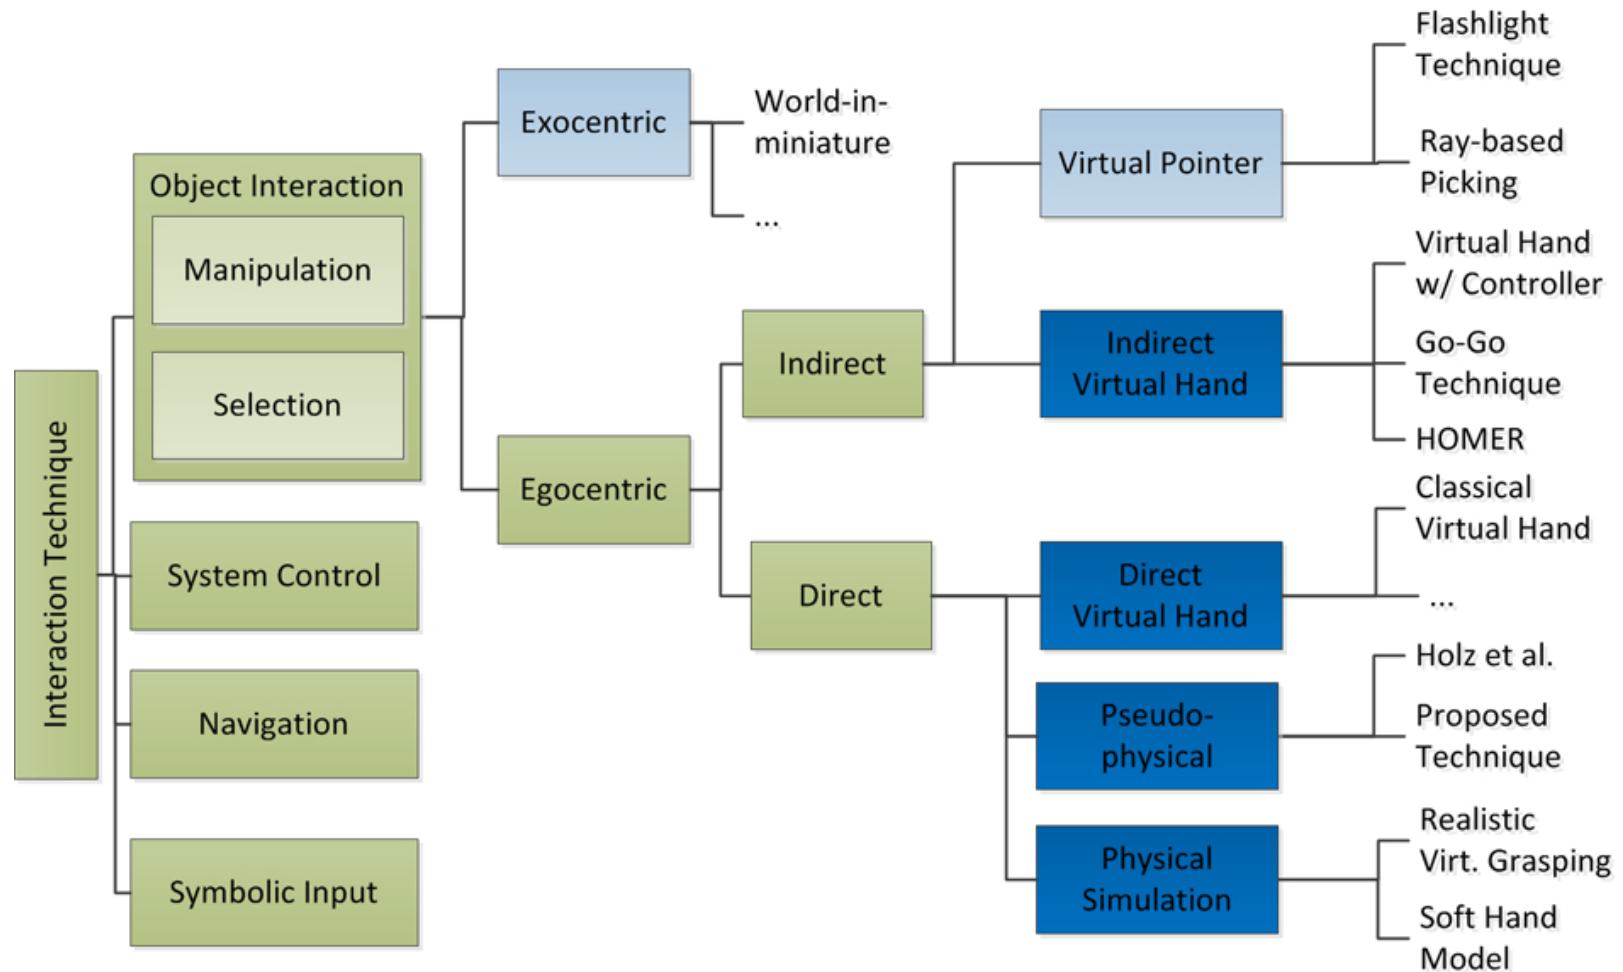 Interaction Technique
Object Interaction
Manipulation
Selection
System Control
Navigation
Symbolic Input
Exocentric
World-in-
miniature
...
Egocentric
Indirect
Direct
Virtual Pointer
Flashlight
Technique
Ray-based
Picking
Indirect
Virtual Hand
Virtual Hand
w/ Controller
Go-Go
Technique
HOMER
Direct
Virtual Hand
Classical
Virtual Hand
...
Pseudo-
physical
Holz et al.
Proposed
Technique
Physical
Simulation
Realistic
Virt. Grasping
Soft Hand
Model